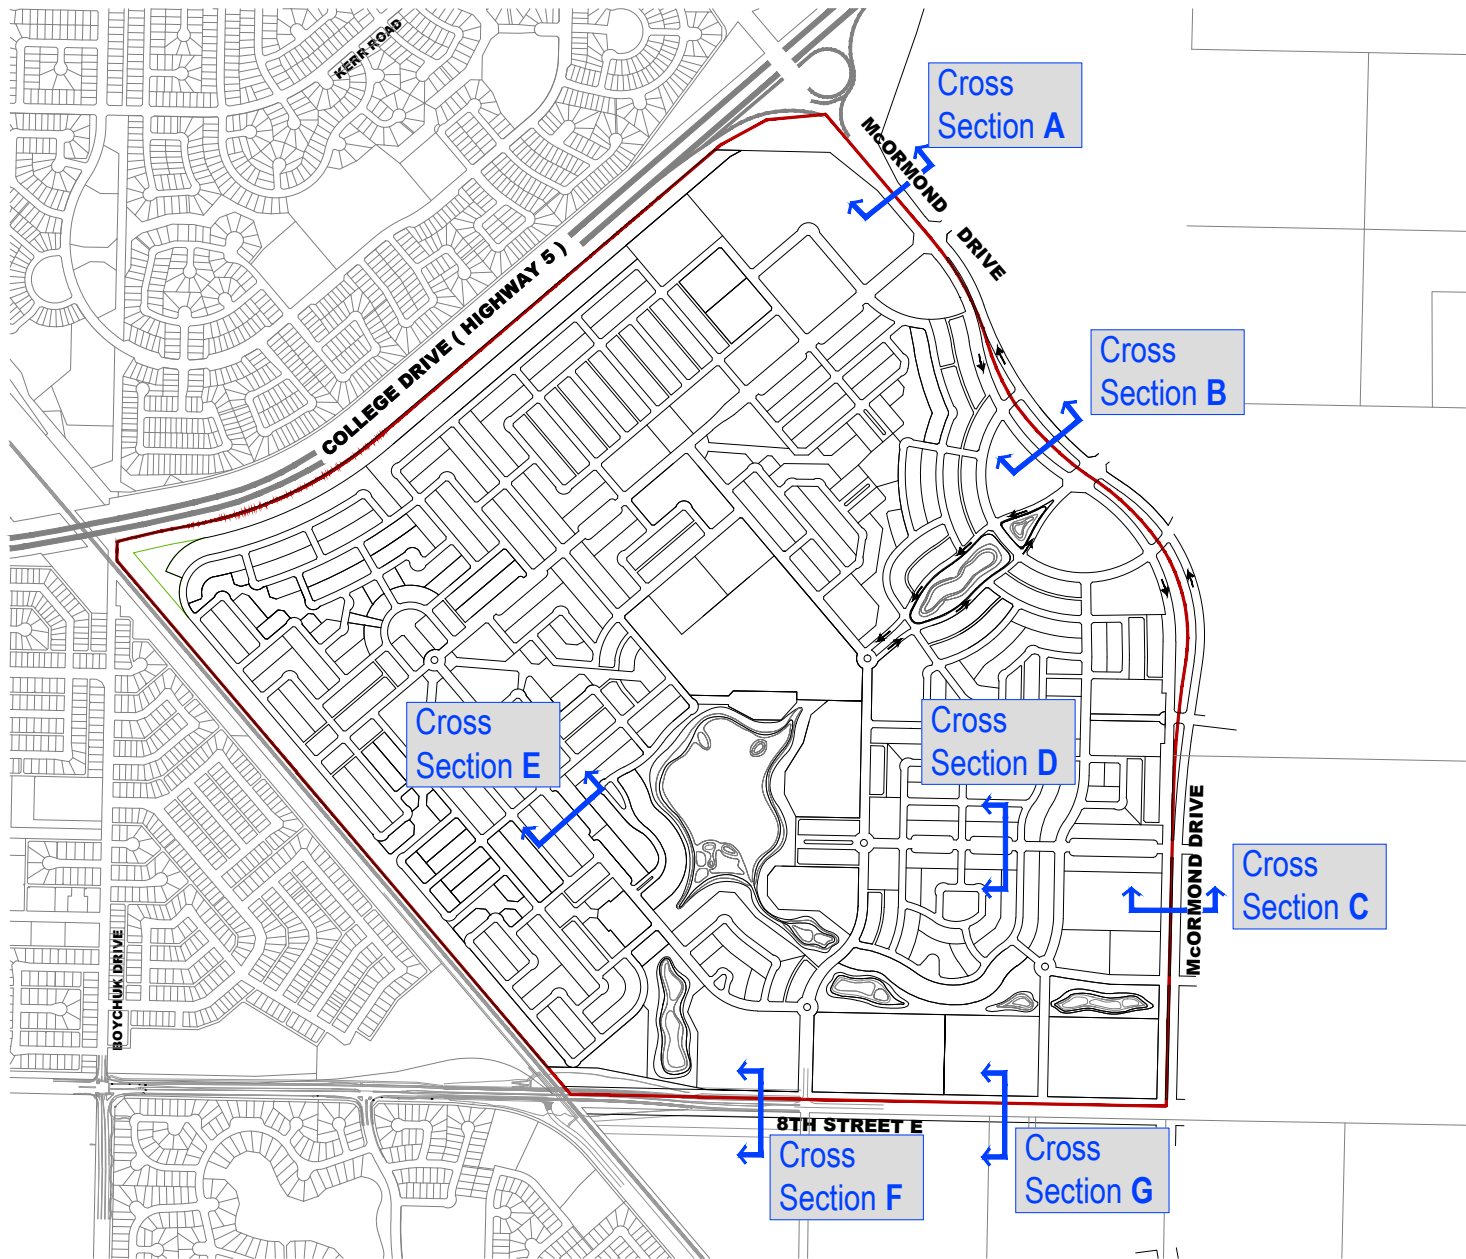 KERR ROAD
Cross
Section A
McORMOND
DRIVE
COLLEGE DRIVE ( HIGHWAY 5 )
Cross
Section B
Cross
Section E
Cross
Section D
McORMOND DRIVE
Cross
Section C
BOYCHUK DRIVE
8TH STREET E
Cross
Section F
Cross
Section G